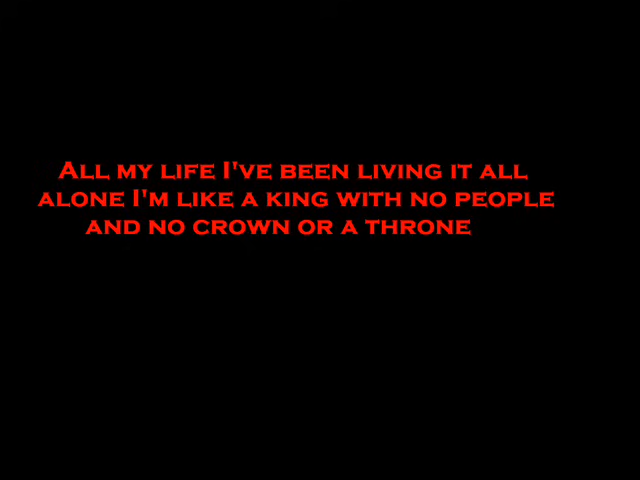 All my life I've been living it all
alone I'm like a king with no people
and no crown or a throne